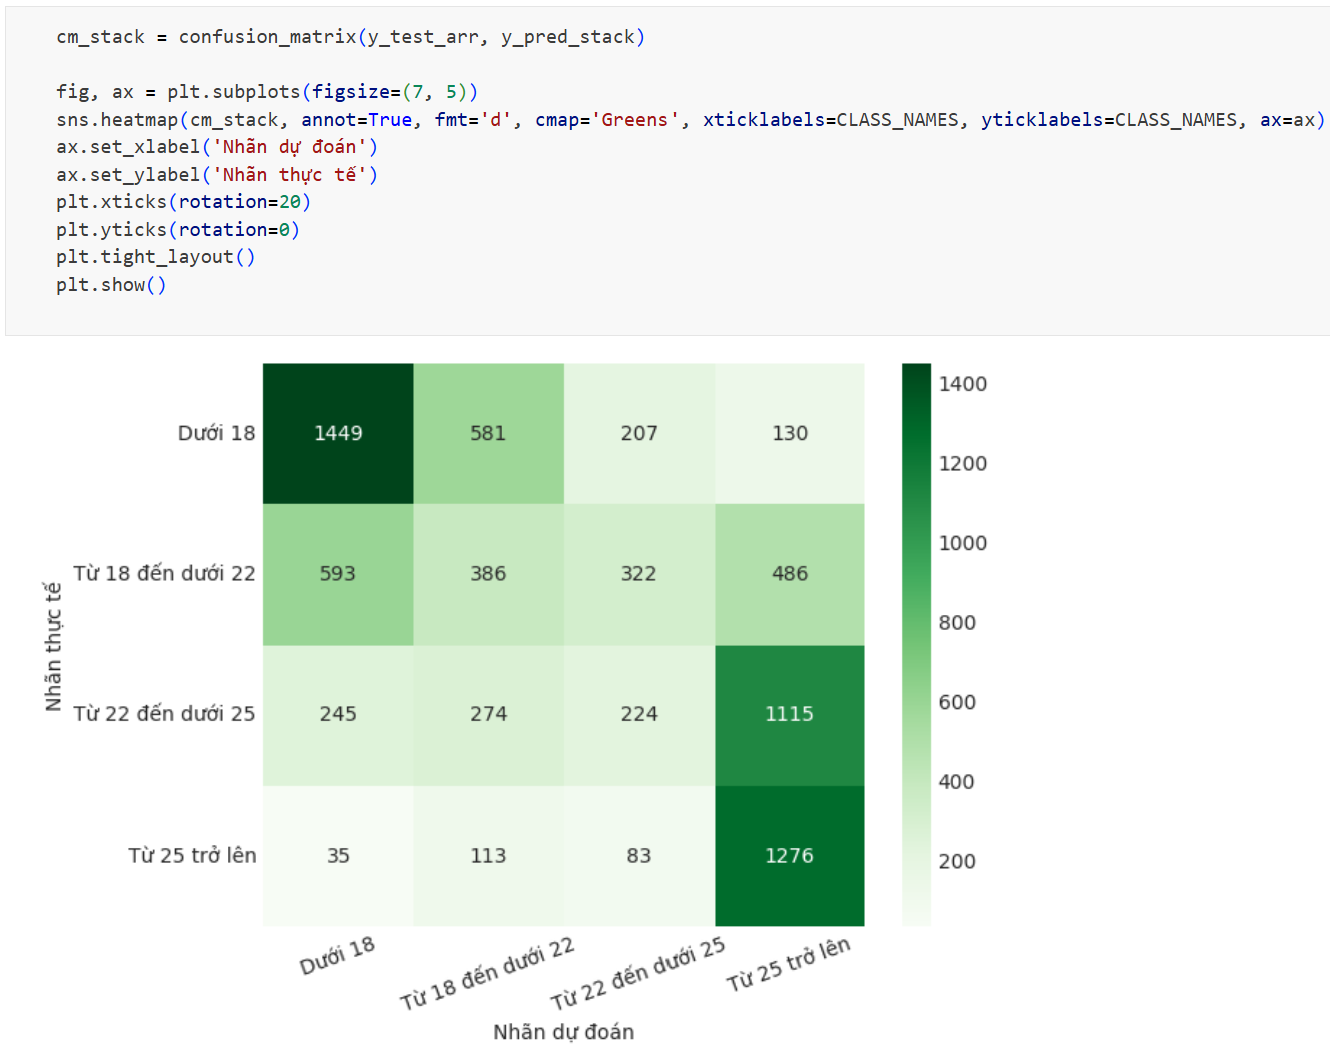 cm_stack = confusion_matrix(y_test_arr, y_pred_stack)
fig, ax = plt.subplots(figsize=(7, 5))
sns.heatmap(cm_stack, annot=True, fmt='d', cmap='Greens', xticklabels=CLASS_NAMES, yticklabels=CLASS_NAMES, ax=ax)
ax.set_xlabel('Nhãn dự đoán')
ax.set_ylabel('Nhãn thực tế')
plt.xticks(rotation=20)
plt.yticks(rotation=0)
plt.tight_layout()
plt.show()
Nhãn thực tế
Dưới 18 1449 581 207 130
Từ 18 đến dưới 22 593 386 322 486
Từ 22 đến dưới 25 245 274 224 1115
Từ 25 trở lên 35 113 83 1276
Dưới 18 Từ 18 đến dưới 22 Từ 22 đến dưới 25 Từ 25 trở lên
Nhãn dự đoán
1400
1200
1000
800
600
400
200